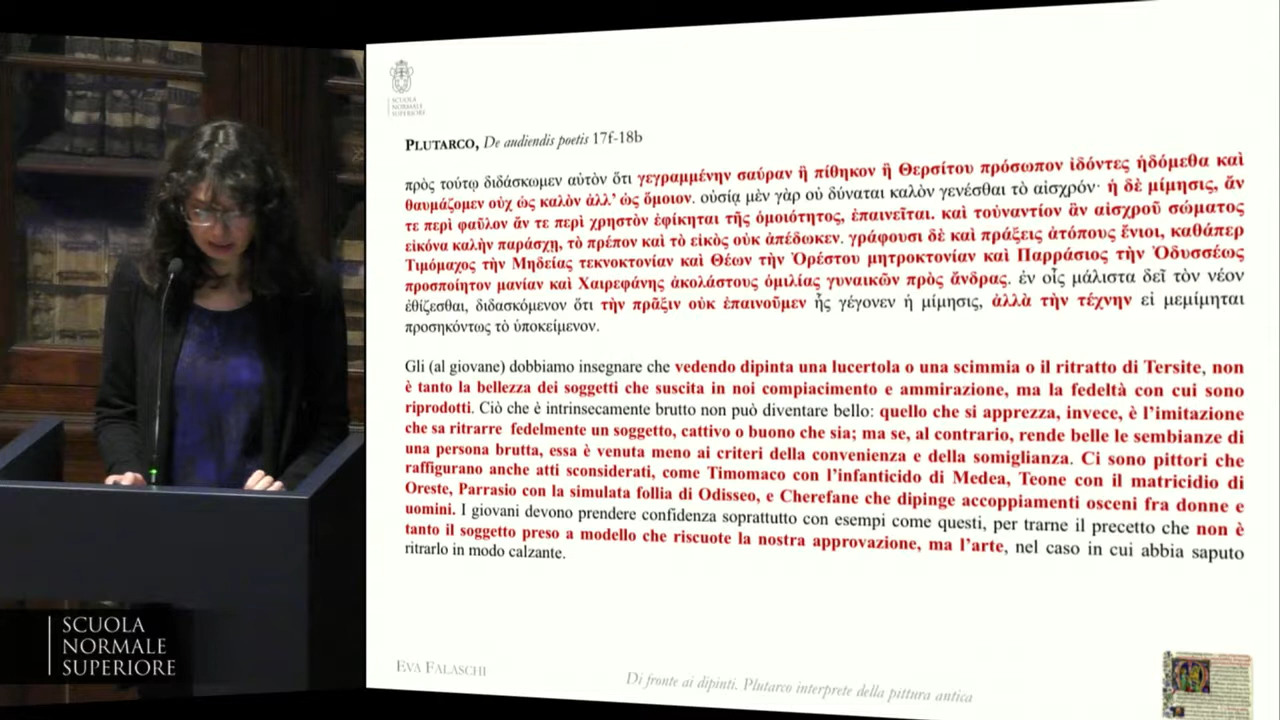 SCUOLA
NORMALE
SUPERIORE
PLUTARCO, De audiendis poetis 17f-18b
πρὸς τούτῳ διδάσκωμεν αὐτὸν ὅτι γεγραμμένην σαύραν ἢ πίθηκον ἢ Θερσίτου πρόσωπον ἰδόντες ἡδόμεθα καὶ
θαυμάζομεν οὐχ ὡς καλὸν ἀλλ’ ὡς ὅμοιον. οὐσίᾳ μὲν γὰρ οὐ δύναται καλὸν γενέσθαι τὸ αἰσχρόν· ἡ δὲ μίμησις, ἄν
τε περὶ φαῦλον ἄν τε περὶ χρηστὸν ἐφίκηται τῆς ὁμοιότητος, ἐπαινεῖται. καὶ τοὐναντίον ἂν αἰσχροῦ σώματος
εἰκόνα καλὴν παράσχῃ, τὸ πρέπον καὶ τὸ εἰκὸς οὐκ ἀπέδωκεν. γράφουσι δὲ καὶ πράξεις ἀτόπους ἔνιοι, καθάπερ
Τιμόμαχος τὴν Μηδείας τεκνοκτονίαν καὶ Θέων τὴν Ὀρέστου μητροκτονίαν καὶ Παρράσιος τὴν Ὀδυσσέως
προσποίητον μανίαν καὶ Χαιρεφάνης ἀκολάστους ὁμιλίας γυναικῶν πρὸς ἄνδρας. ἐν οἷς μάλιστα δεῖ τὸν νέον
ἐθίζεσθαι, διδασκόμενον ὅτι τὴν πρᾶξιν οὐκ ἐπαινοῦμεν ἧς γέγονεν ἡ μίμησις, ἀλλὰ τὴν τέχνην εἰ μεμίμηται
προσηκόντως τὸ ὑποκείμενον.
Gli (al giovane) dobbiamo insegnare che vedendo dipinta una lucertola o una scimmia o il ritratto di Tersite, non
è tanto la bellezza dei soggetti che suscita in noi compiacimento e ammirazione, ma la fedeltà con cui sono
riprodotti. Ciò che è intrinsecamente brutto non può diventare bello: quello che si apprezza, invece, è l’imitazione
che sa ritrarre fedelmente un soggetto, cattivo o buono che sia; ma se, al contrario, rende belle le sembianze di
una persona brutta, essa è venuta meno ai criteri della convenienza e della somiglianza. Ci sono pittori che
raffigurano anche atti sconsiderati, come Timomaco con l’infanticido di Medea, Teone con il matricidio di
Oreste, Parrasio con la simulata follia di Odisseo, e Cherefane che dipinge accoppiamenti osceni fra donne e
uomini. I giovani devono prendere confidenza soprattutto con esempi come questi, per trarne il precetto che non è
tanto il soggetto preso a modello che riscuote la nostra approvazione, ma l’arte, nel caso in cui abbia saputo
ritrarlo in modo calzante.
EVA FALASCHI
Di fronte ai dipinti. Plutarco interprete della pittura antica
SCUOLA
NORMALE
SUPERIORE